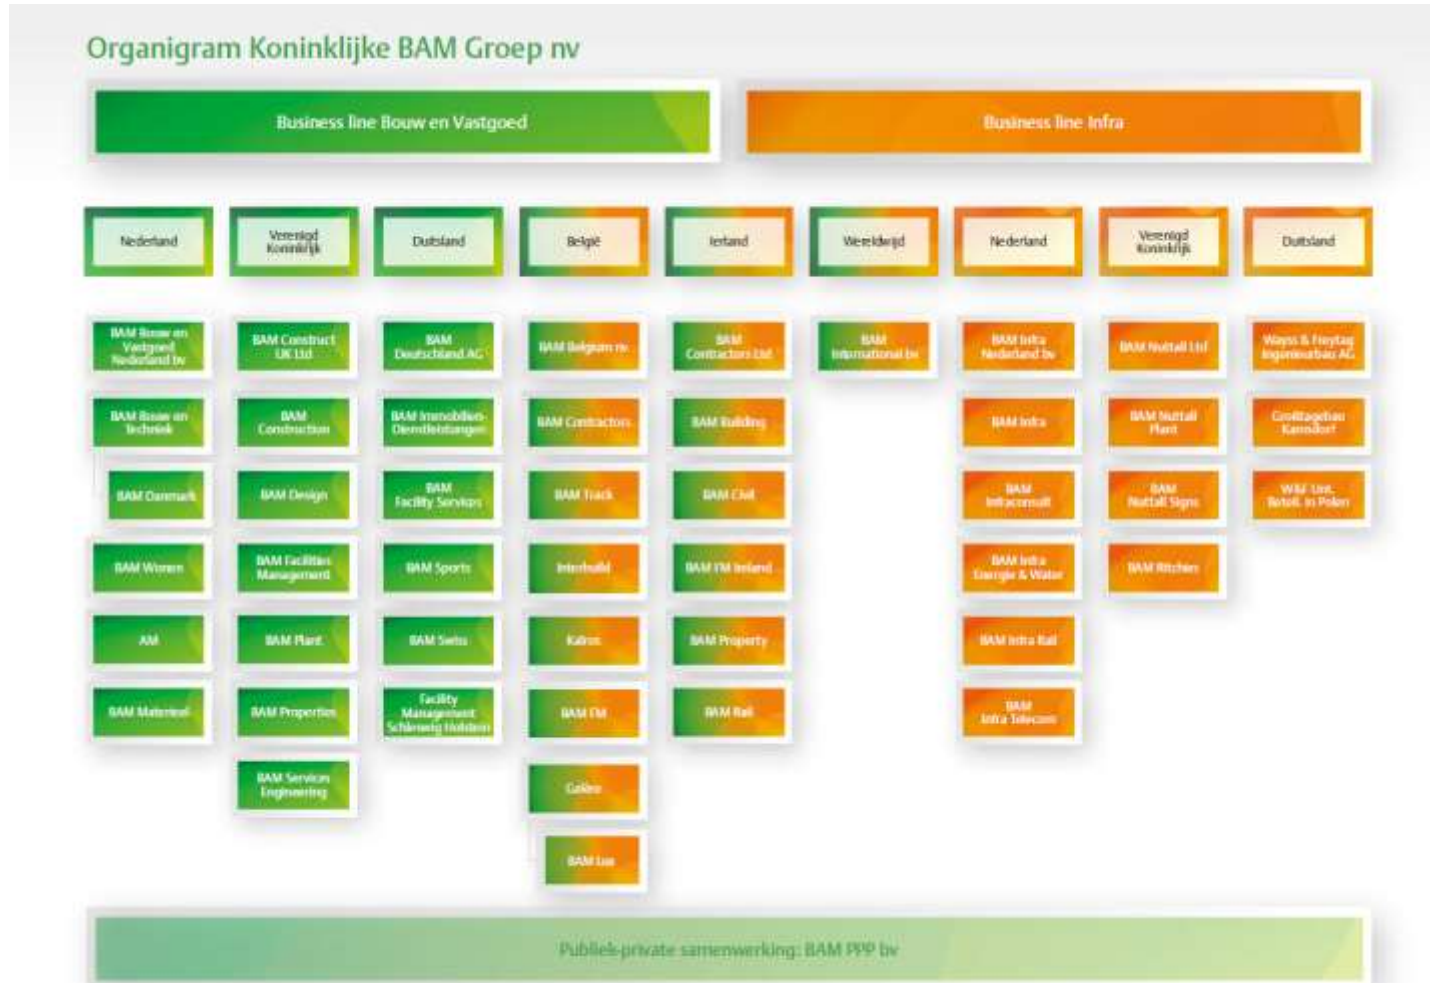 Organigram Koninklijke BAM Groep nv
Business line Bouw en Vastgoed
Business line Infra
Nederland
Verenigd
Koninkrijk
Duitsland
België
Ierland
Wereldwijd
Nederland
Verenigd
Koninkrijk
Duitsland
BAM Bouw en
Vastgoed
Nederland bv
BAM Construct
UK Ltd
BAM
Deutschland AG
BAM Belgium nv
BAM
Contractors Ltd
BAM
International bv
BAM Infra
Nederland bv
BAM Nuttall Ltd
Wayss & Freytag
Ingenieurbau AG
BAM Bouw en
Techniek
BAM
Construction
BAM Immobilien-
Dienstleistungen
BAM Contractors
BAM Building
BAM Infra
BAM Nuttall
Plant
Großtagebau
Kamsdorf
BAM Danmark
BAM Design
BAM
Facility Services
BAM Track
BAM Civil
BAM
Infraconsult
BAM
Nuttall Signs
W&F Unt.
Beteil. in Polen
BAM Wonen
BAM Facilities
Management
BAM Sports
Interbuild
BAM FM Ireland
BAM Infra
Energie & Water
BAM Ritchies
AM
BAM Plant
BAM Swiss
Kairos
BAM Property
BAM Infra Rail
BAM Materieel
BAM Properties
Facility
Management
Schleswig Holstein
BAM FM
BAM Rail
BAM
Infra Telecom
BAM Services
Engineering
Galère
BAM Lux
Publiek-private samenwerking: BAM PPP bv